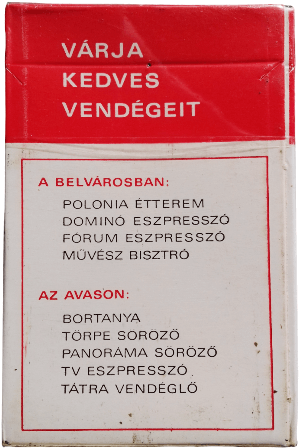 VÁRJA
KEDVES
VENDÉGEIT
A BELVÁROSBAN:
POLONIA ÉTTEREM
DOMINÓ ESZPRESSZÓ
FÓRUM ESZPRESSZÓ
MŰVÉSZ BISZTRÓ
AZ AVASON:
BORTANYA
TÖRPE SÖRÖZŐ
PANORÁMA SÖRÖZŐ
TV ESZPRESSZÓ
TÁTRA VENDÉGLŐ